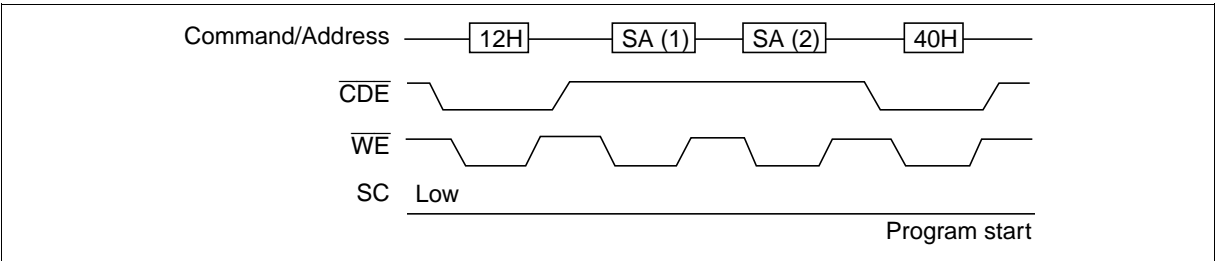 Command/Address 12H SA (1) SA (2) 40H
CDE
WE
SC Low
Program start